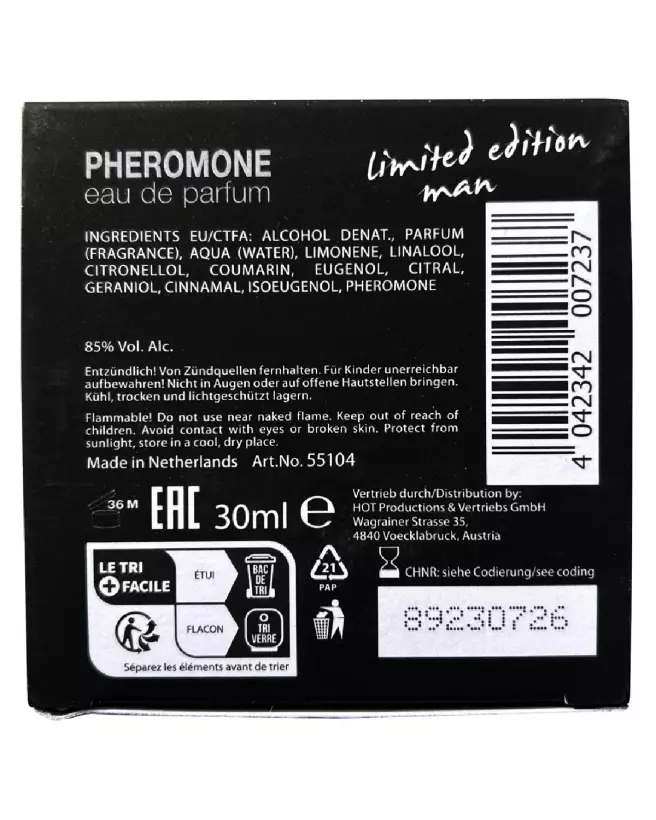 PHEROMONE
eau de parfum
limited edition
man
INGREDIENTS EU/CTFA: ALCOHOL DENAT., PARFUM
(FRAGRANCE), AQUA (WATER), LIMONENE, LINALOOL,
CITRONELLOL, COUMARIN, EUGENOL, CITRAL,
GERANIOL, CINNAMAL, ISOEUGENOL, PHEROMONE
4 042342 007237
85% Vol. Alc.
Entzündlich! Von Zündquellen fernhalten. Für Kinder unerreichbar
aufbewahren! Nicht in Augen oder auf offene Hautstellen bringen.
Kühl, trocken und lichtgeschützt lagern.
Flammable! Do not use near naked flame. Keep out of reach of
children. Avoid contact with eyes or broken skin. Protect from
sunlight, store in a cool, dry place.
Made in Netherlands Art.No. 55104
36 M
EAC
30ml e
Vertrieb durch/Distribution by:
HOT Productions & Vertriebs GmbH
Wagrainer Strasse 35,
4840 Voecklabruck, Austria
LE TRI
+ FACILE
ÉTUI
BAC
DE
TRI
FLACON
TRI
VERRE
Séparez les éléments avant de trier
21
PAP
CHNR: siehe Codierung/see coding
89230726